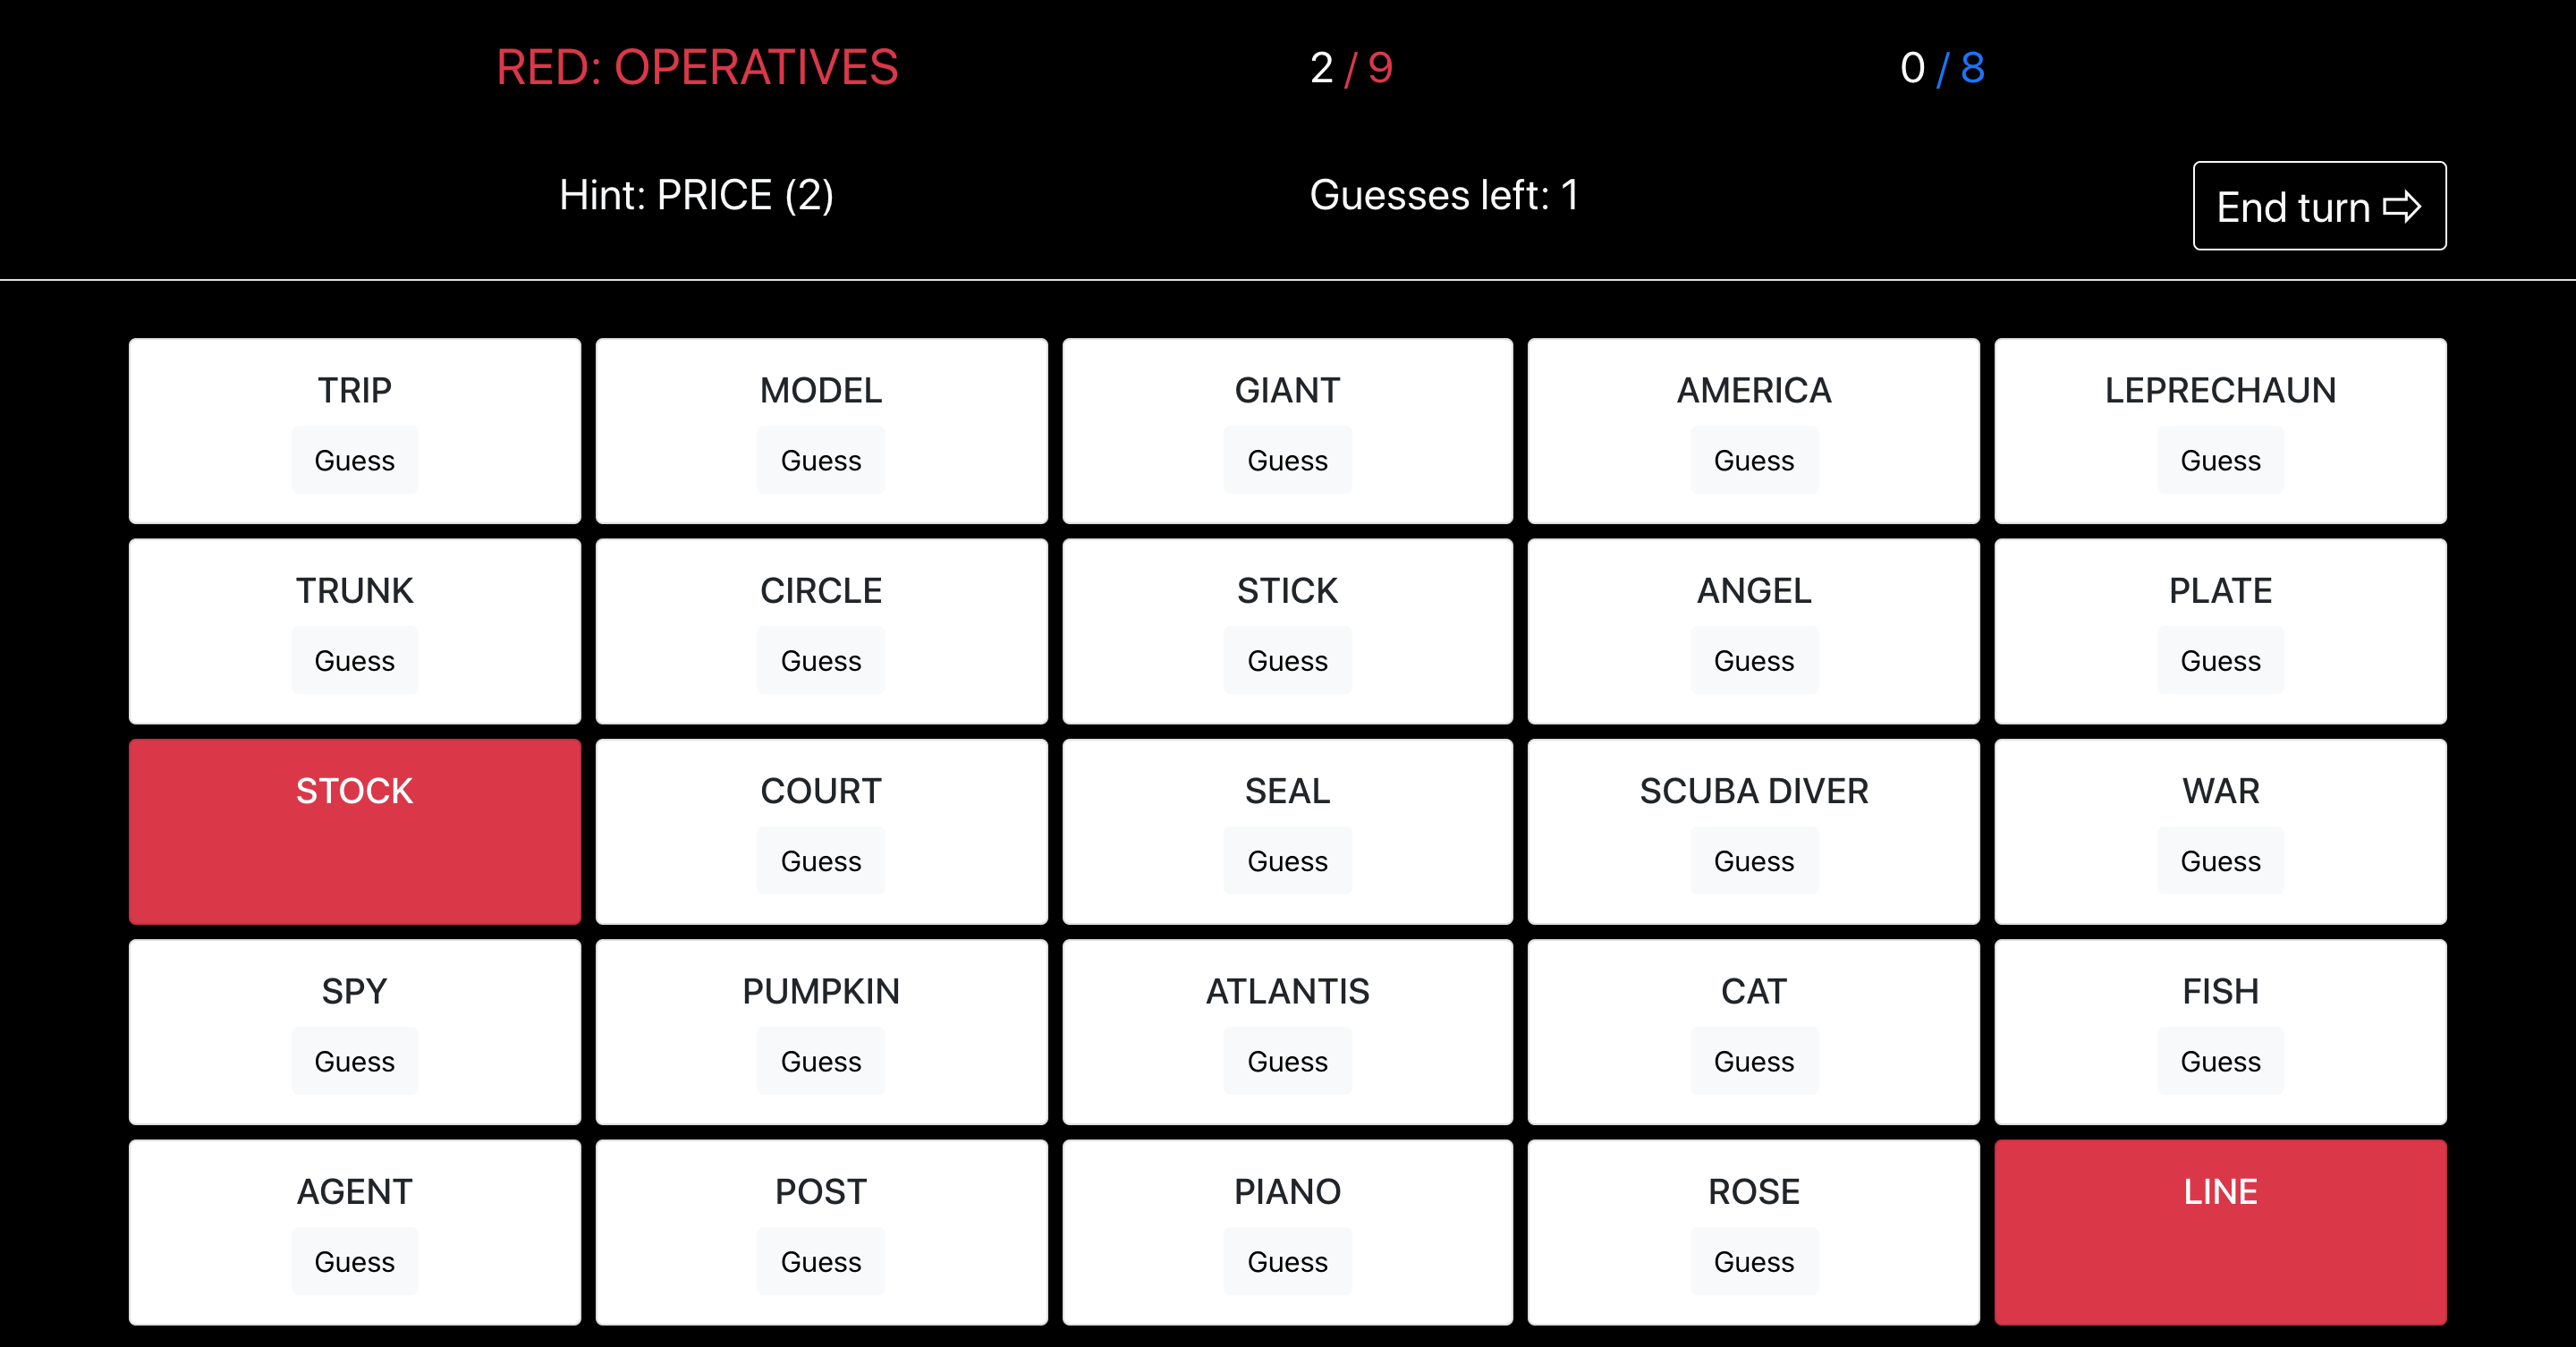 RED: OPERATIVES 2 / 9 0 / 8
Hint: PRICE (2) Guesses left: 1 End turn ⇨
TRIP MODEL GIANT AMERICA LEPRECHAUN
Guess Guess Guess Guess Guess
TRUNK CIRCLE STICK ANGEL PLATE
Guess Guess Guess Guess Guess
STOCK COURT SEAL SCUBA DIVER WAR
Guess Guess Guess Guess
SPY PUMPKIN ATLANTIS CAT FISH
Guess Guess Guess Guess Guess
AGENT POST PIANO ROSE LINE
Guess Guess Guess Guess